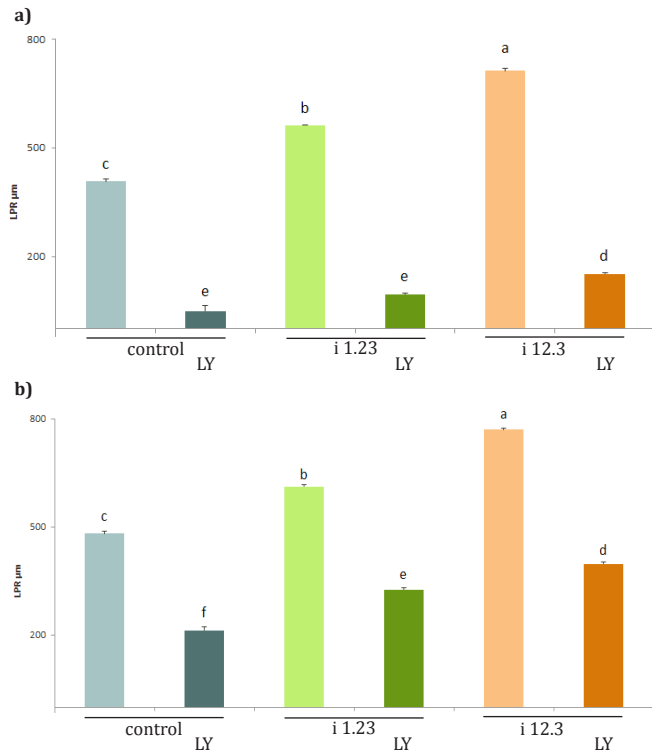 a)
800
a
b
500
c
LPR µm
200
d
e
e
control
i 1.23
i 12.3
LY
LY
LY
b)
800
a
b
500
c
d
LPR µm
e
200
f
control
i 1.23
i 12.3
LY
LY
LY